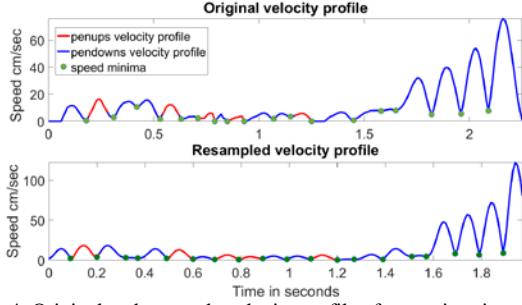 Original velocity profile
Speed cm/sec
60
40
20
0
penups velocity profile
pendowns velocity profile
speed minima
0 0.5 1 1.5 2
Resampled velocity profile
Speed cm/sec
100
50
0
0 0.2 0.4 0.6 0.8 1 1.2 1.4 1.6 1.8
Time in seconds